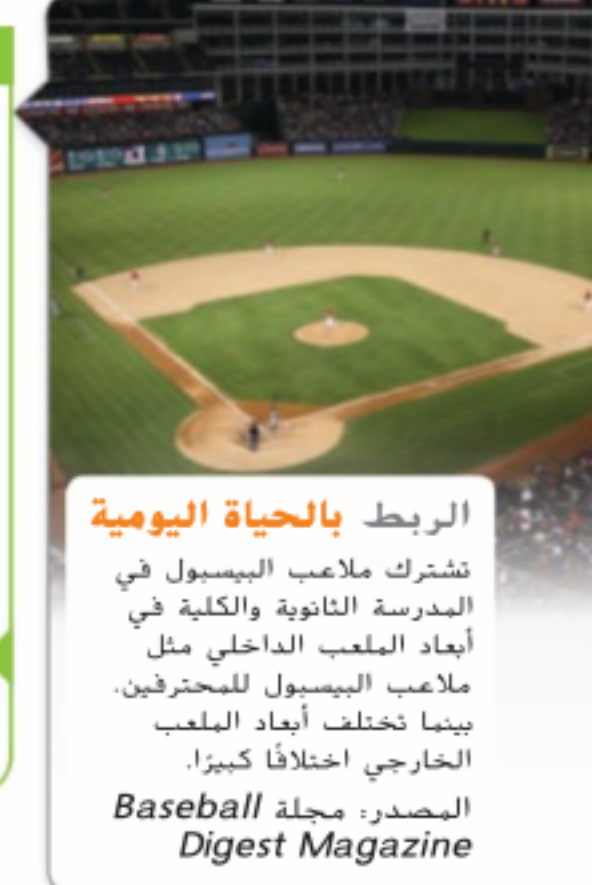 الربط بالحياة اليومية
تشترك ملاعب البيسبول في
المدرسة الثانوية والكلية في
أبعاد الملعب الداخلي مثل
ملاعب البيسبول للمحترفين.
بينما تختلف أبعاد الملعب
الخارجي اختلافًا كبيرًا.
المصدر: مجلة Baseball
Digest Magazine